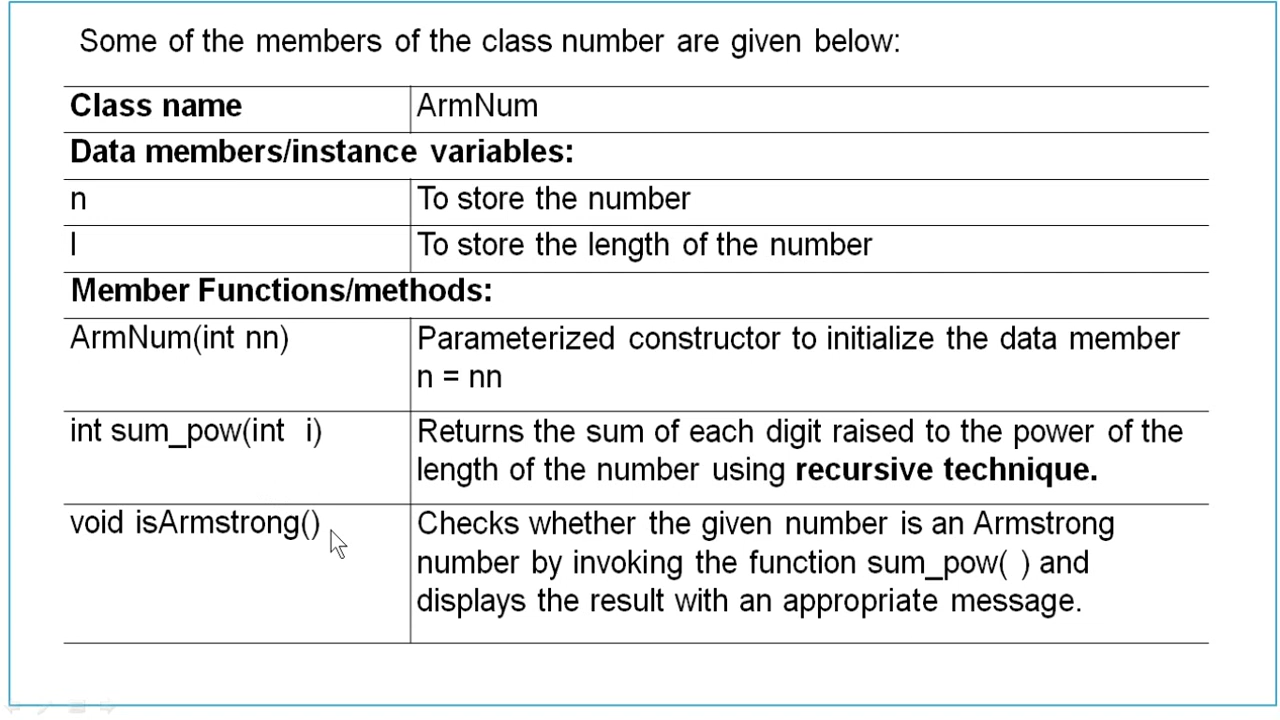 Some of the members of the class number are given below:
Class name ArmNum
Data members/instance variables:
n To store the number
l To store the length of the number
Member Functions/methods:
ArmNum(int nn) Parameterized constructor to initialize the data member
n = nn
int sum_pow(int i) Returns the sum of each digit raised to the power of the
length of the number using recursive technique.
void isArmstrong() Checks whether the given number is an Armstrong
number by invoking the function sum_pow( ) and
displays the result with an appropriate message.